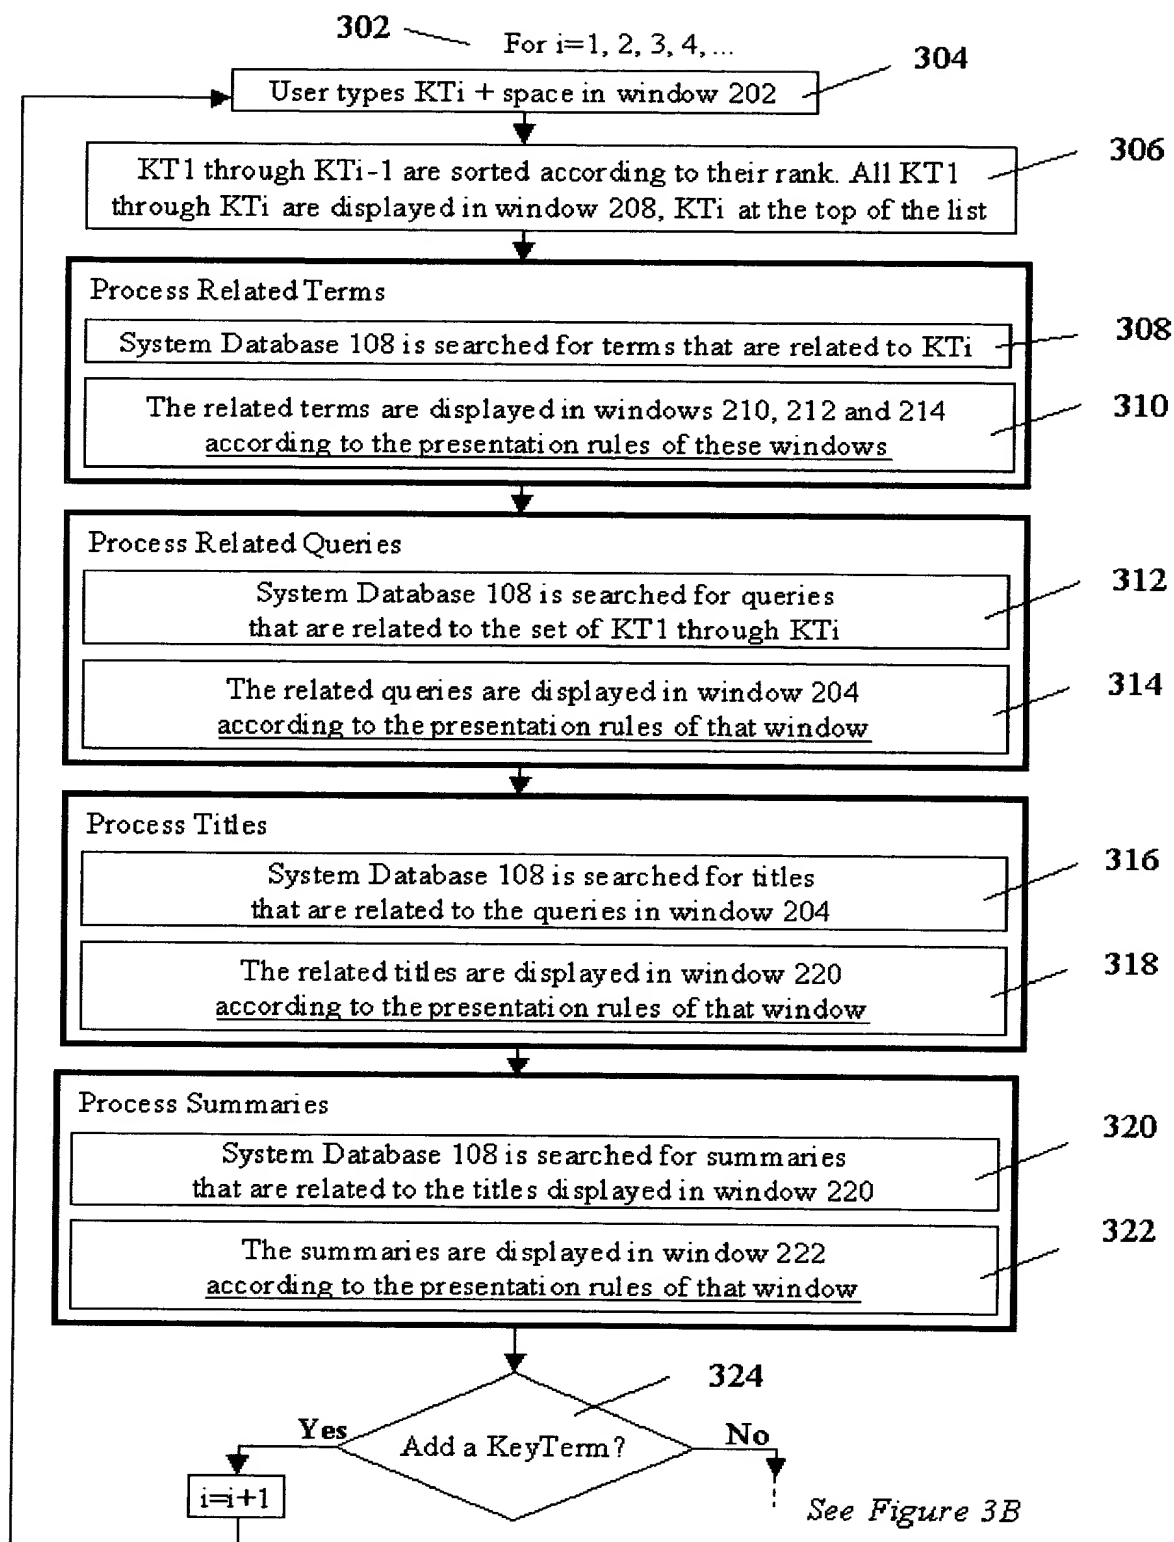 302
For i=1, 2, 3, 4, ...
304
User types KTi + space in window 202
306
KT1 through KTi-1 are sorted according to their rank. All KT1
through KTi are displayed in window 208, KTi at the top of the list
Process Related Terms
308
System Database 108 is searched for terms that are related to KTi
310
The related terms are displayed in windows 210, 212 and 214
according to the presentation rules of these windows
Process Related Queries
312
System Database 108 is searched for queries
that are related to the set of KT1 through KTi
314
The related queries are displayed in window 204
according to the presentation rules of that window
Process Titles
316
System Database 108 is searched for titles
that are related to the queries in window 204
318
The related titles are displayed in window 220
according to the presentation rules of that window
Process Summaries
320
System Database 108 is searched for summaries
that are related to the titles displayed in window 220
322
The summaries are displayed in window 222
according to the presentation rules of that window
324
Yes
Add a KeyTerm?
No
i=i+1
See Figure 3B